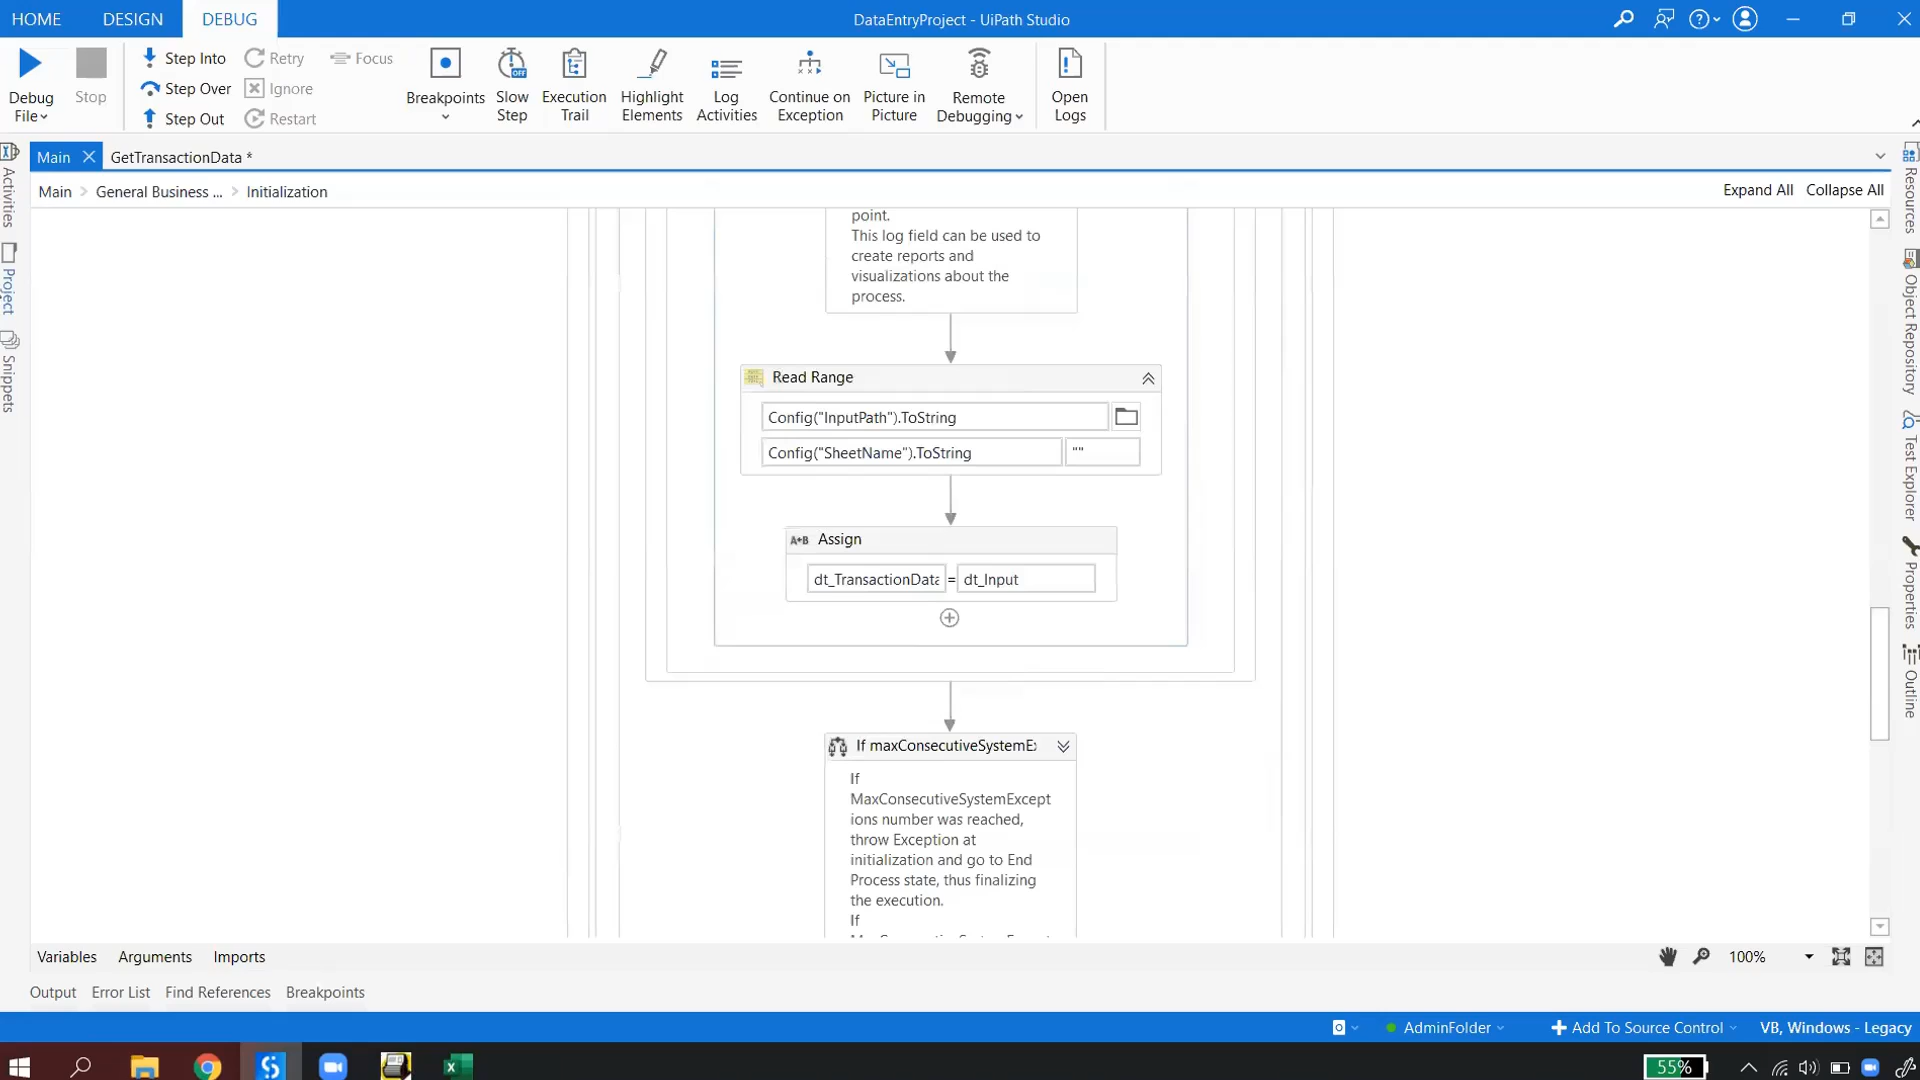 HOME DESIGN DEBUG DataEntryProject - UiPath Studio
Debug File Stop
Step Into Retry Focus
Step Over Ignore
Step Out Restart
Breakpoints Slow Step Execution Trail Highlight Elements Log Activities Continue on Exception Picture in Picture Remote Debugging Open Logs
Main GetTransactionData *
Main > General Business ... > Initialization Expand All Collapse All
Activities
Project
Snippets
point.
This log field can be used to
create reports and
visualizations about the
process.
Read Range
Config("InputPath").ToString
Config("SheetName").ToString ""
A+B Assign
dt_TransactionData = dt_Input
If maxConsecutiveSystemEx
If
MaxConsecutiveSystemExcept
ions number was reached,
throw Exception at
initialization and go to End
Process state, thus finalizing
the execution.
If
Resources
Object Repository
Test Explorer
Properties
Outline
Variables Arguments Imports 100%
Output Error List Find References Breakpoints
AdminFolder Add To Source Control VB, Windows - Legacy
55%